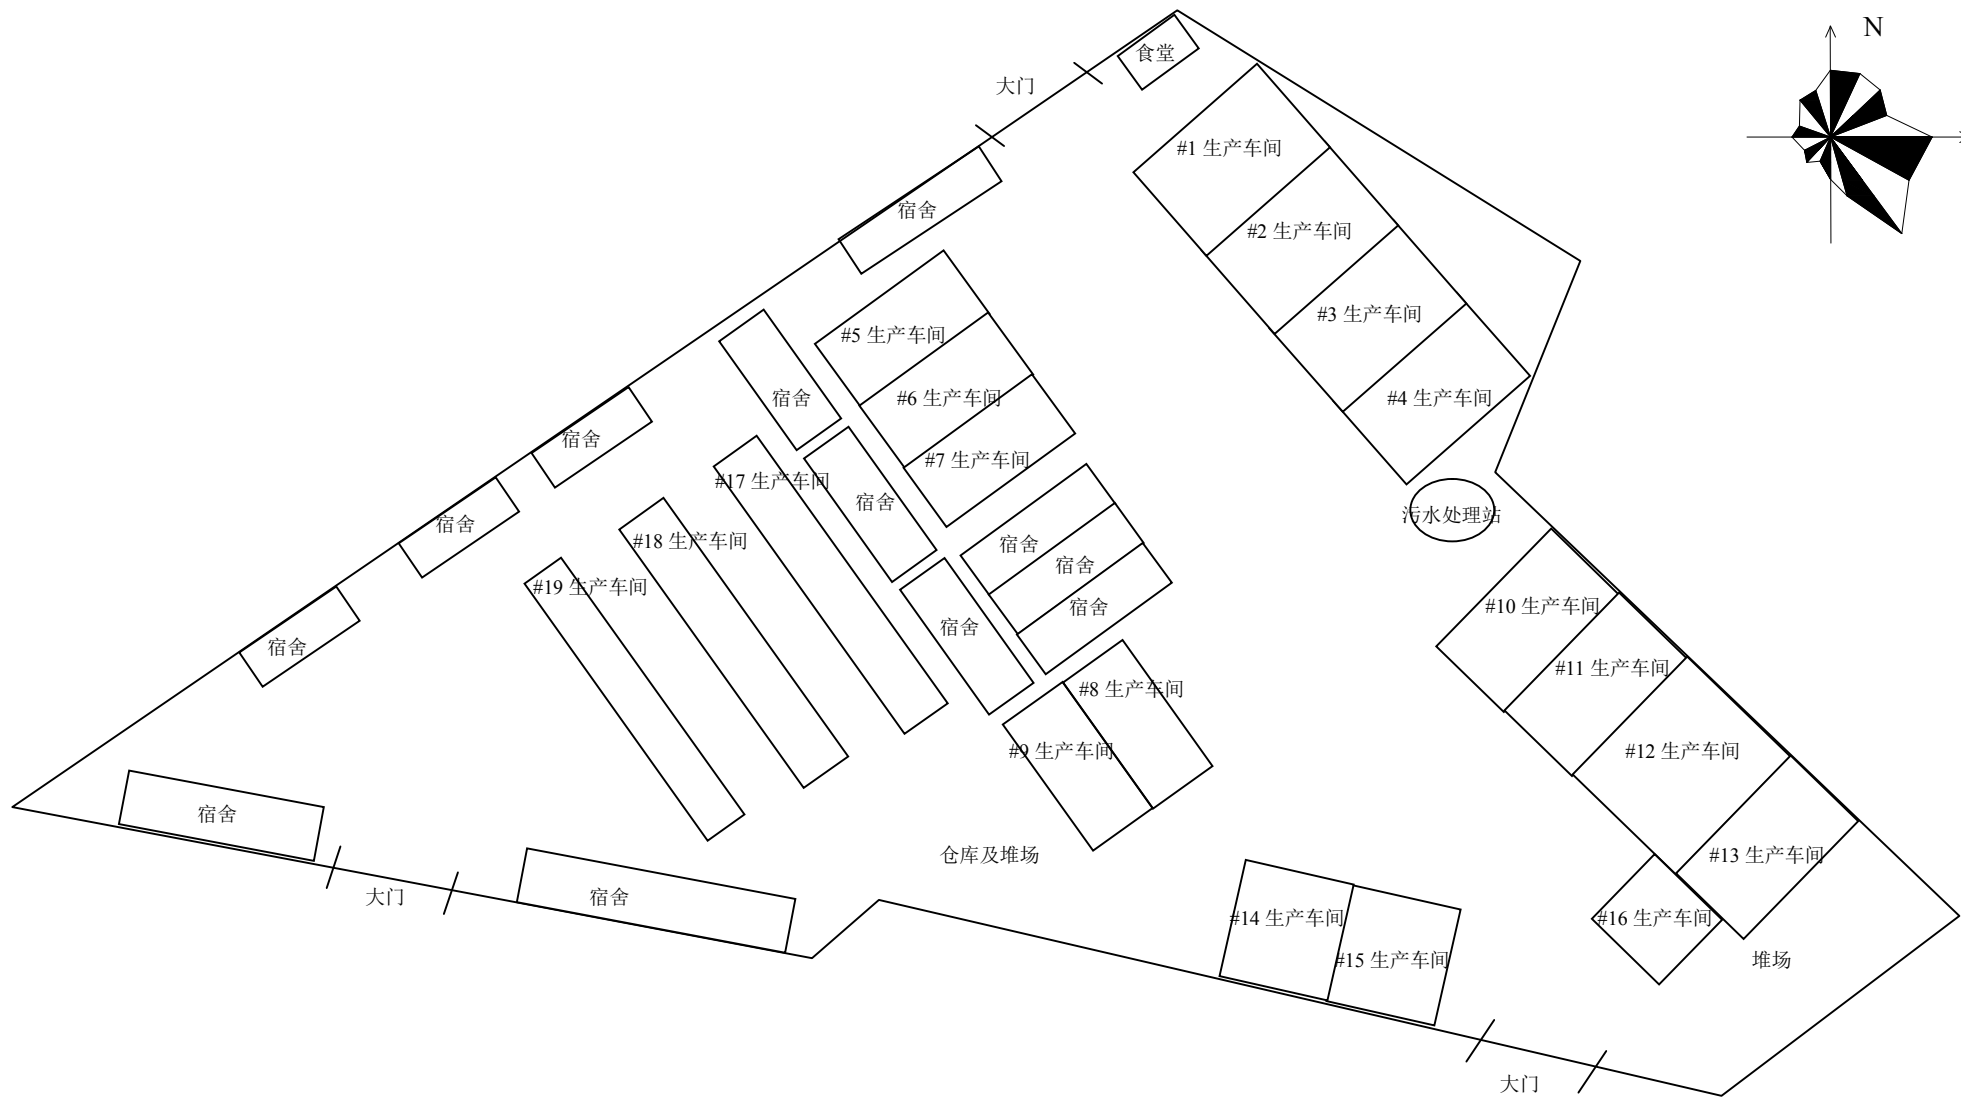 N
食堂
大门
#1 生产车间
宿舍
#2 生产车间
#3 生产车间
#5 生产车间
#4 生产车间
宿舍
#6 生产车间
宿舍
#7 生产车间
#17 生产车间
宿舍
污水处理站
宿舍
#18 生产车间
宿舍
宿舍
#19 生产车间
宿舍
#10 生产车间
宿舍
宿舍
#11 生产车间
#8 生产车间
#9 生产车间
#12 生产车间
宿舍
仓库及堆场
#13 生产车间
大门
宿舍
#14 生产车间
#16 生产车间
#15 生产车间
堆场
大门